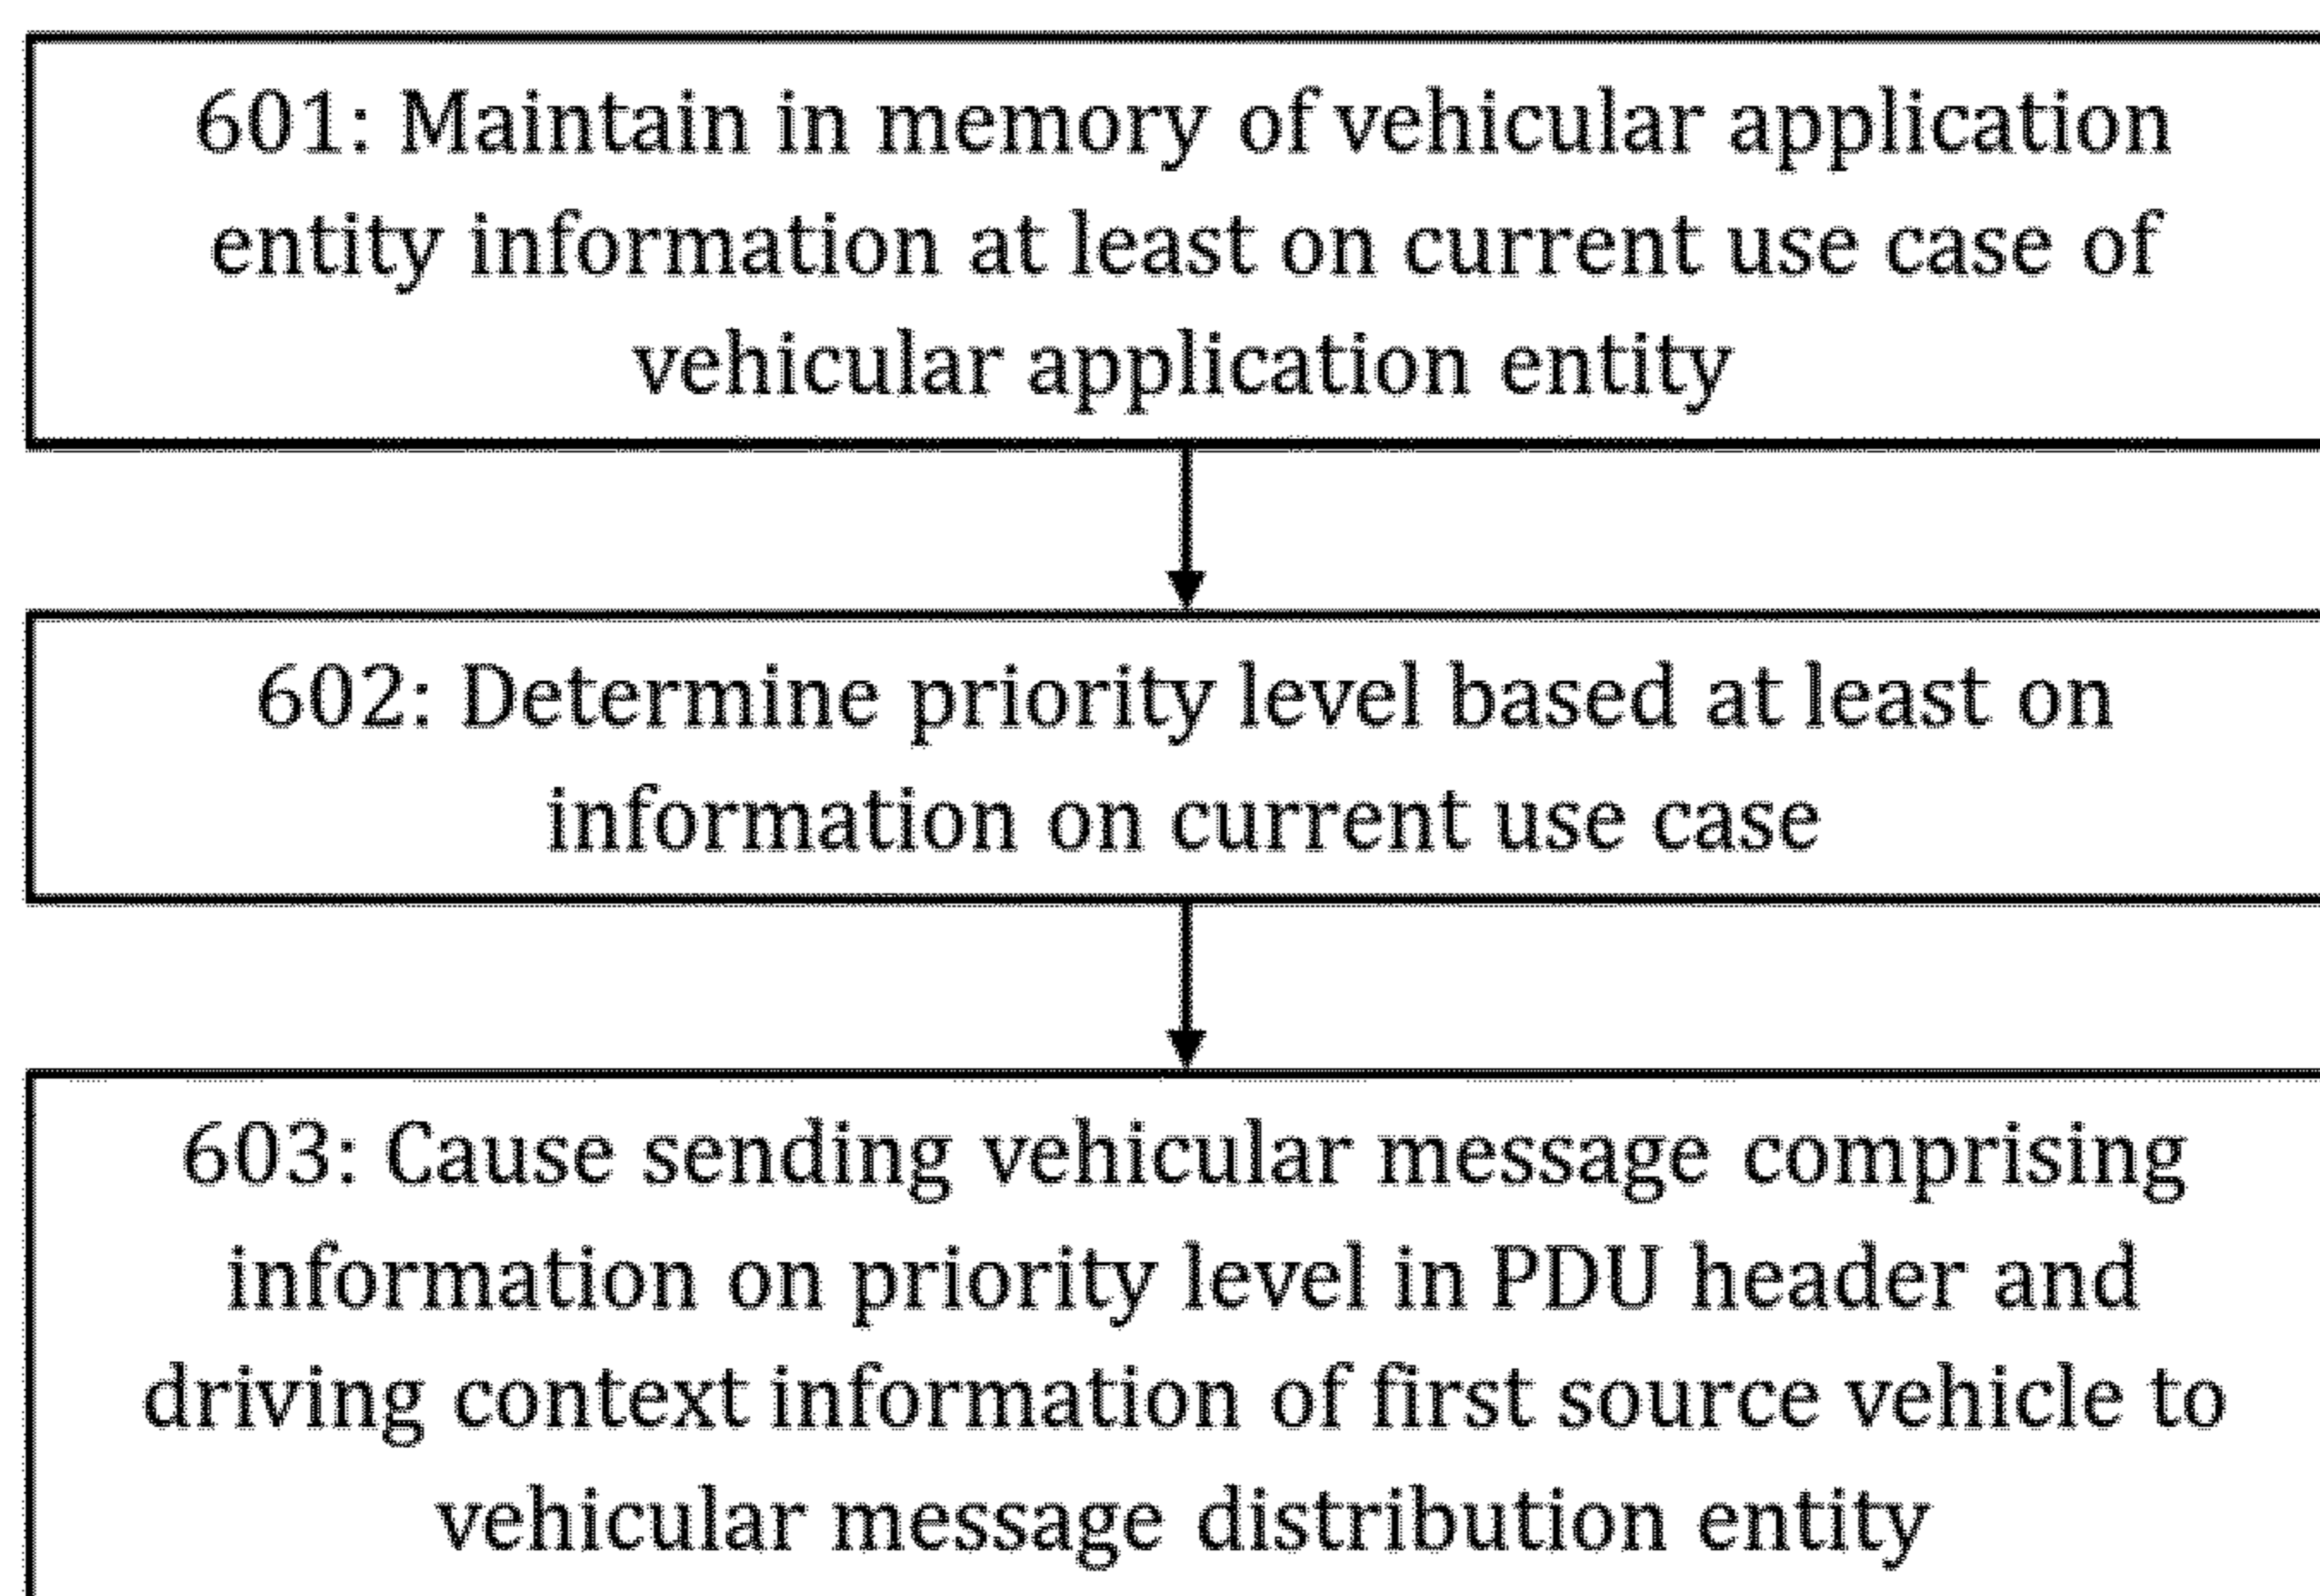 601: Maintain in memory of vehicular application
entity information at least on current use case of
vehicular application entity
602: Determine priority level based at least on
information on current use case
603: Cause sending vehicular message comprising
information on priority level in PDU header and
driving context information of first source vehicle to
vehicular message distribution entity